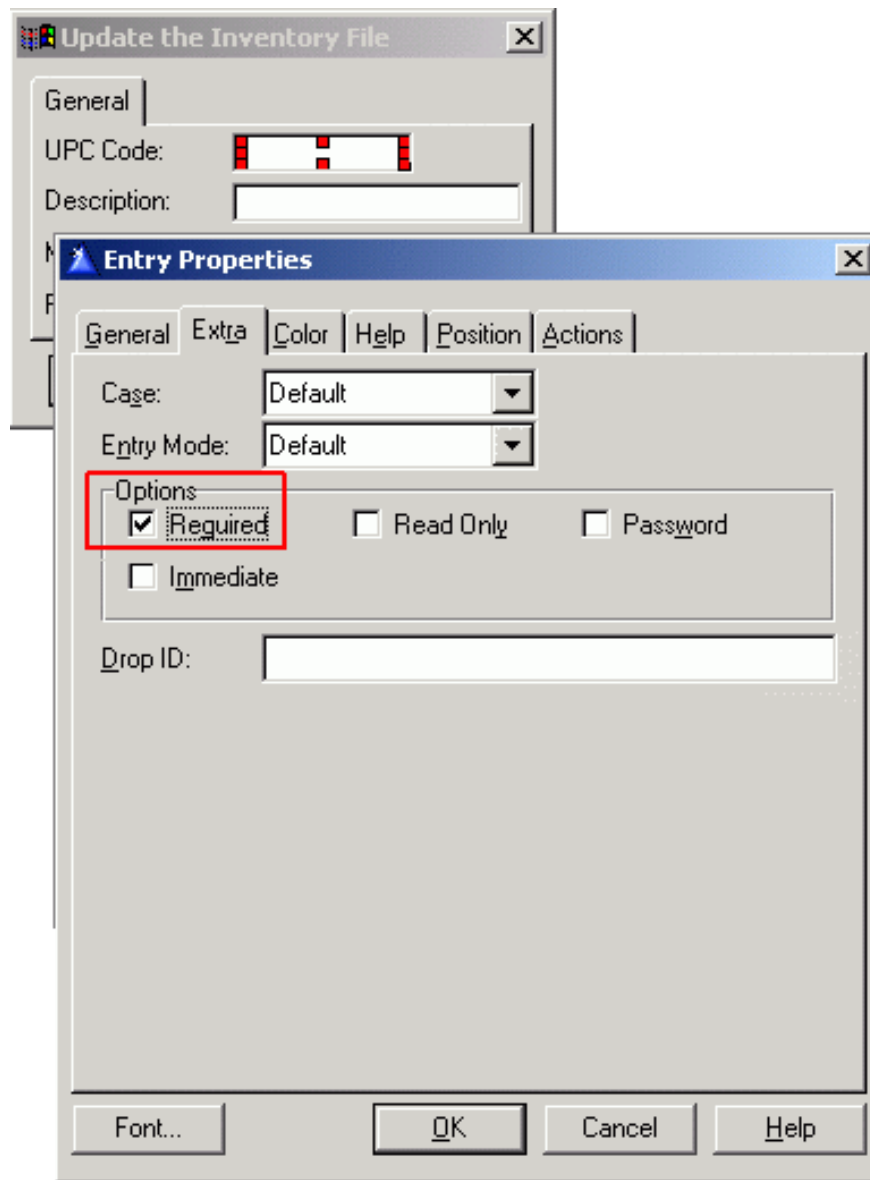 Update the Inventory File
General
UPC Code:
Description:
Entry Properties
General Extra Color Help Position Actions
Case: Default
Entry Mode: Default
Options
Required Read Only Password
Immediate
Drop ID:
Font... OK Cancel Help